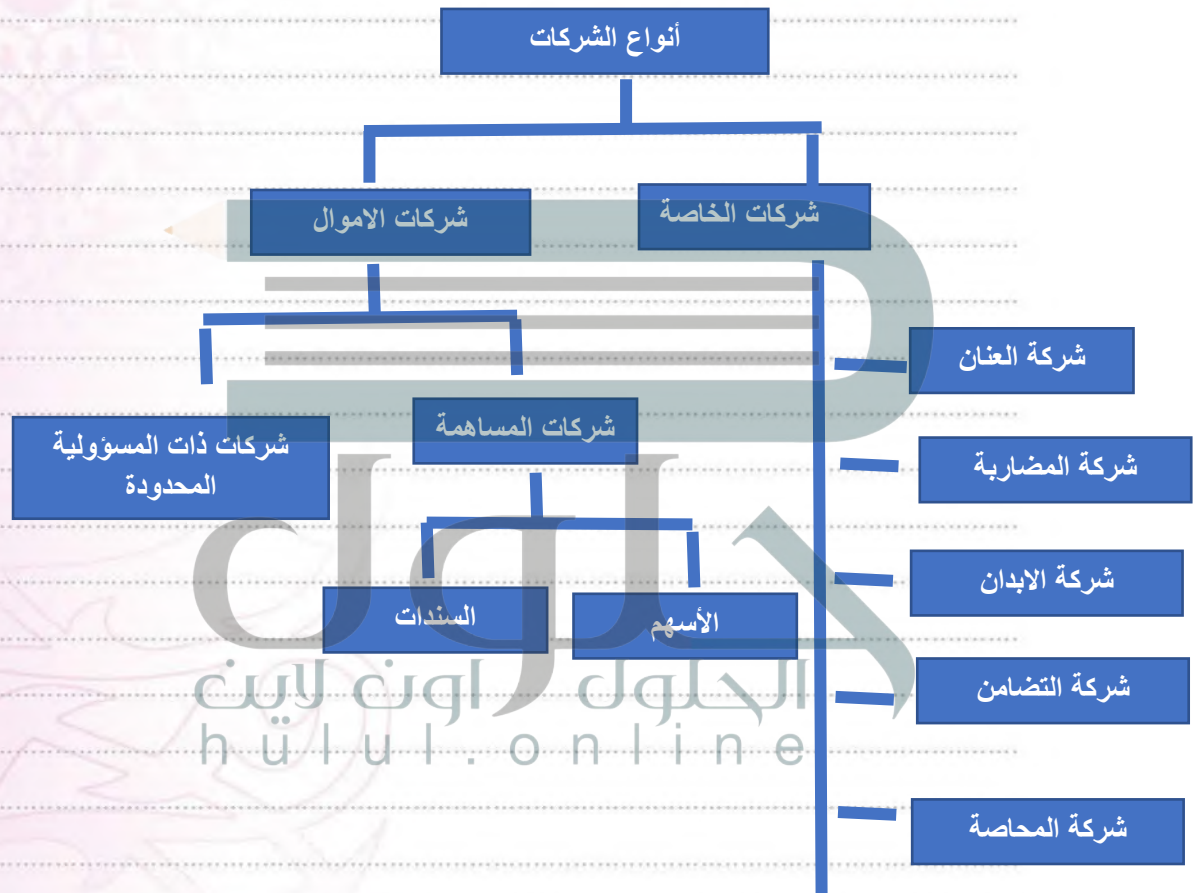 أنواع الشركات
شركات الخاصة
شركات الاموال
شركة العنان
شركة المضاربة
شركة الابدان
شركة التضامن
شركة المحاصة
شركات المساهمة
شركات ذات المسؤولية
المحدودة
الأسهم
السندات
حلول
الحلول اون لاين
hulul.online